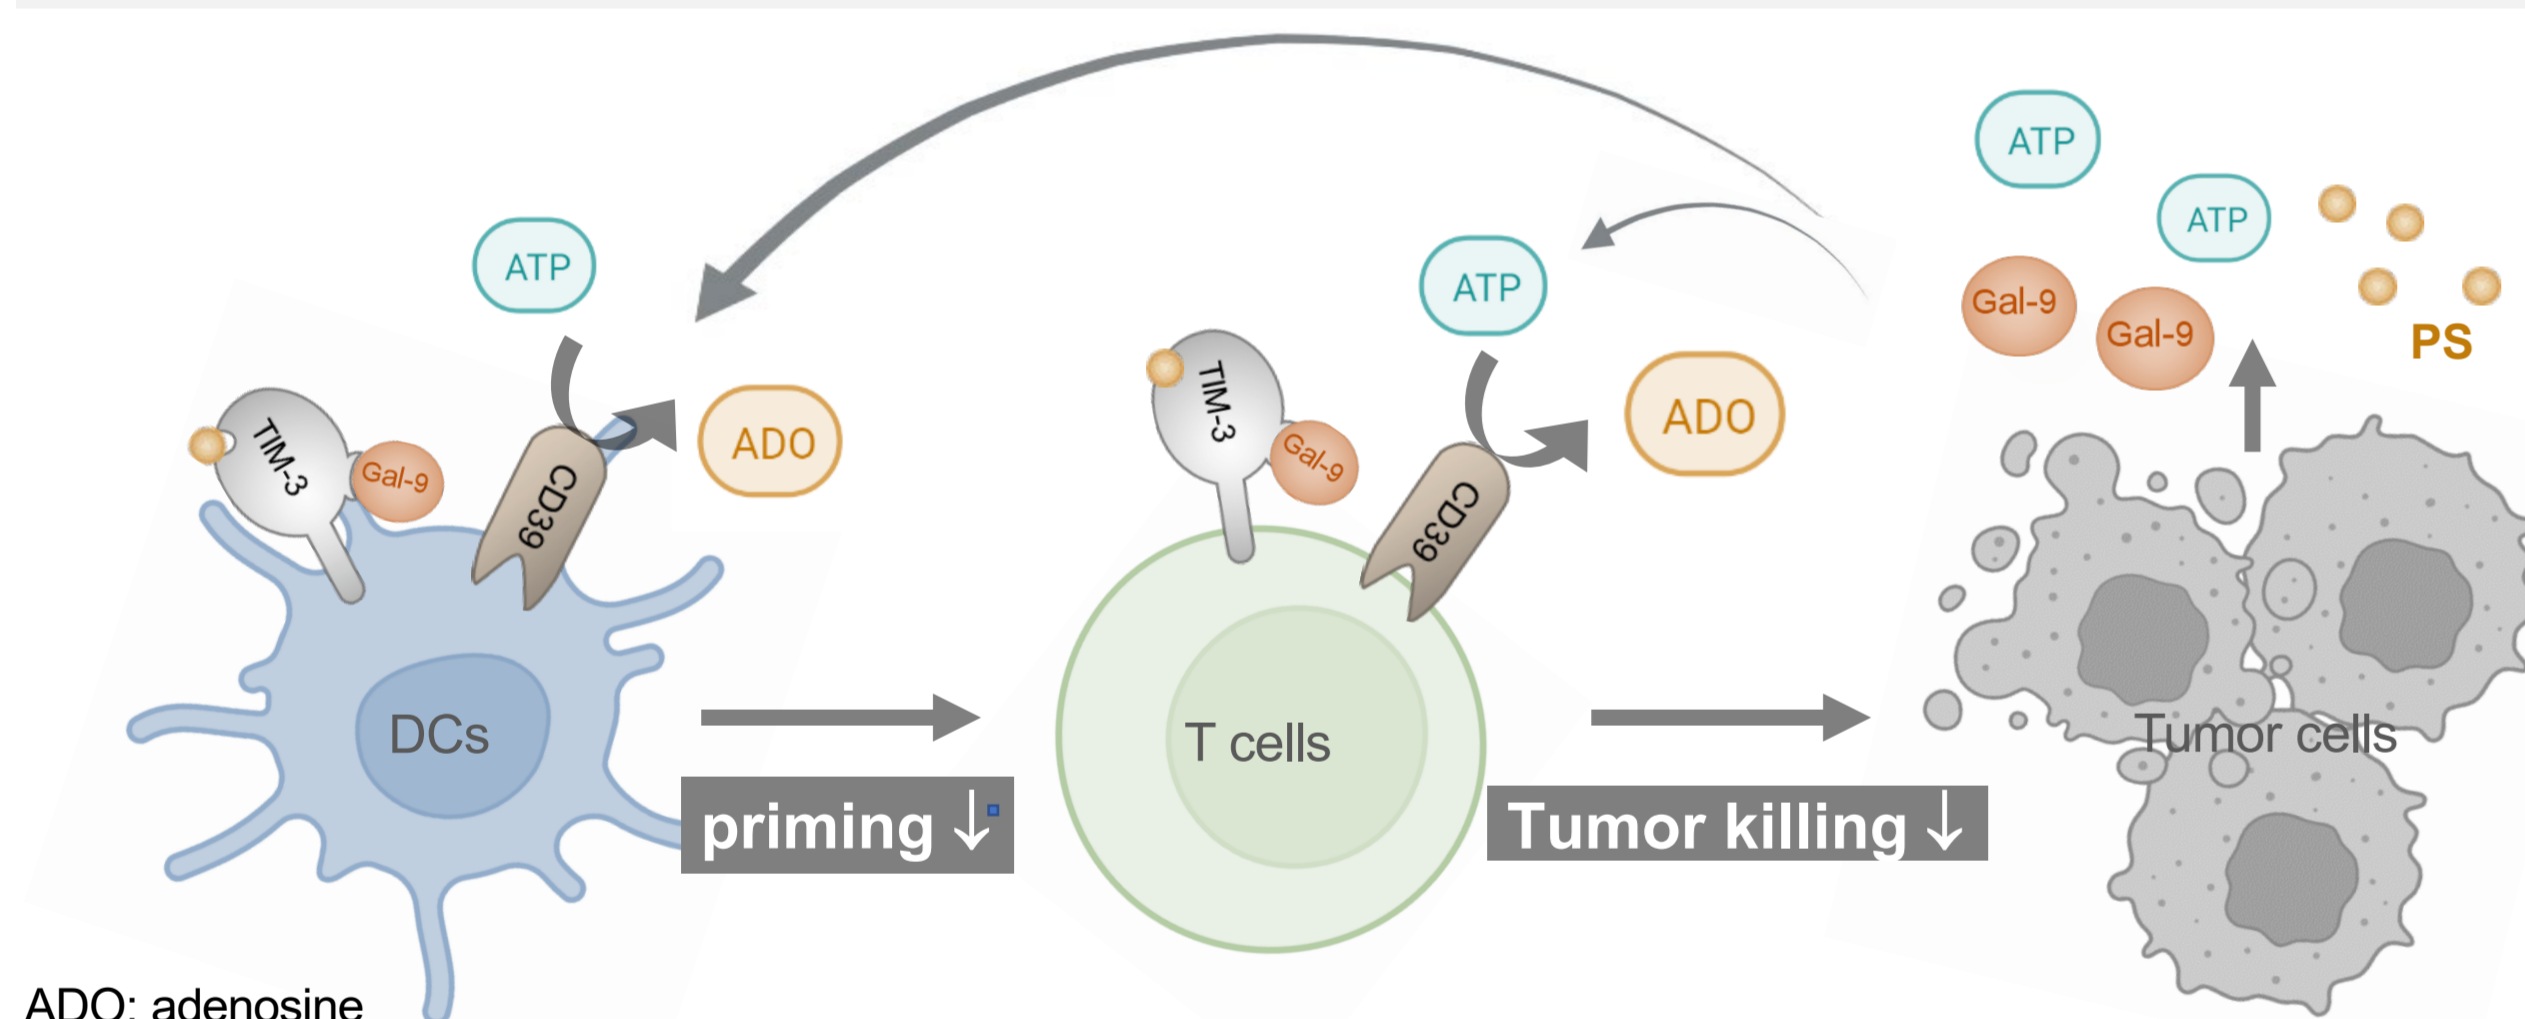 ATP
TIM-3
Gal-9
CD39
ADO
DCs
priming ↓
ATP
TIM-3
Gal-9
CD39
ADO
T cells
Tumor killing ↓
ATP
ATP
Gal-9
Gal-9
PS
Tumor cells
ADO: adenosine